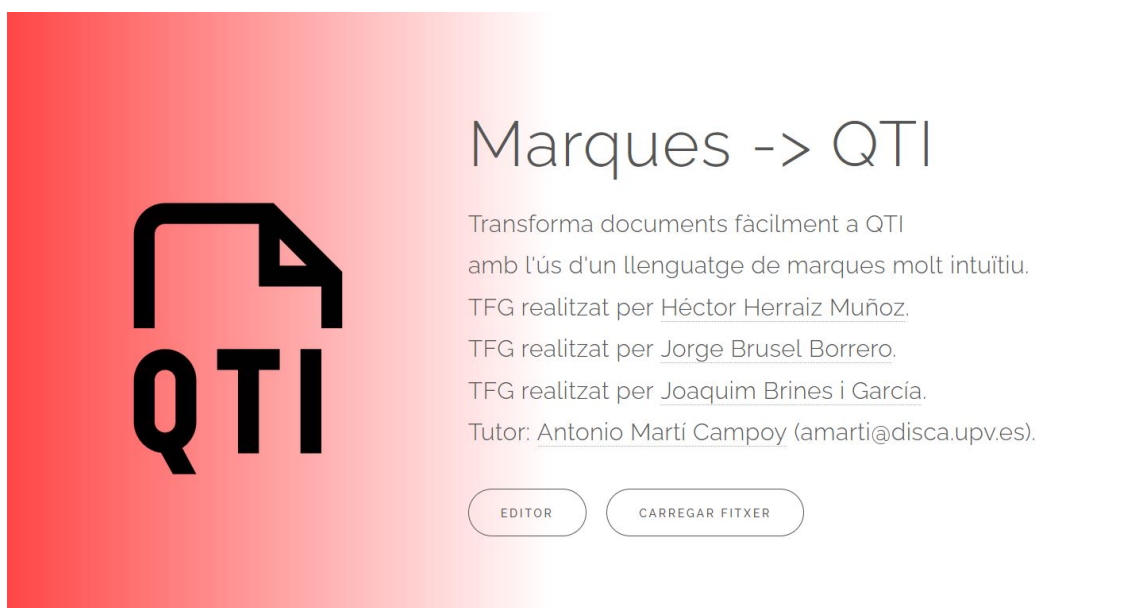 QTI
Marques -> QTI
Transforma documents fàcilment a QTI
amb l'ús d'un llenguatge de marques molt intuïtiu.
TFG realitzat per Héctor Herraiz Muñoz.
TFG realitzat per Jorge Brusel Borrero.
TFG realitzat per Joaquim Brines i García.
Tutor: Antonio Martí Campoy (amarti@disca.upv.es).
EDITOR
CARREGAR FITXER